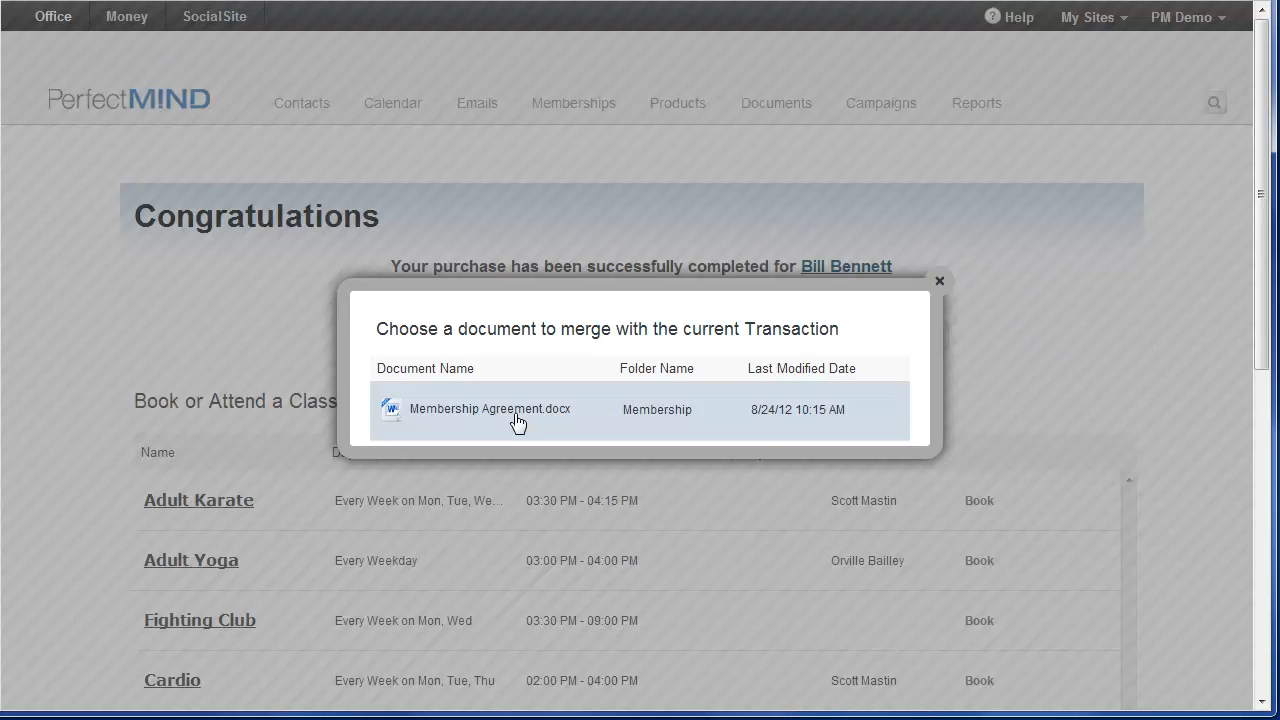 Office Money SocialSite Help My Sites PM Demo
PerfectM!ND Contacts Calendar Emails Memberships Products Documents Campaigns Reports
Congratulations
Your purchase has been successfully completed for Bill Bennett
Choose a document to merge with the current Transaction
Document Name Folder Name Last Modified Date
Membership Agreement.docx Membership 8/24/12 10:15 AM
Book or Attend a Class
Name
Adult Karate Every Week on Mon, Tue, We... 03:30 PM - 04:15 PM Scott Mastin Book
Adult Yoga Every Weekday 03:00 PM - 04:00 PM Orville Bailley Book
Fighting Club Every Week on Mon, Wed 03:30 PM - 09:00 PM Book
Cardio Every Week on Mon, Tue, Thu 02:00 PM - 04:00 PM Scott Mastin Book